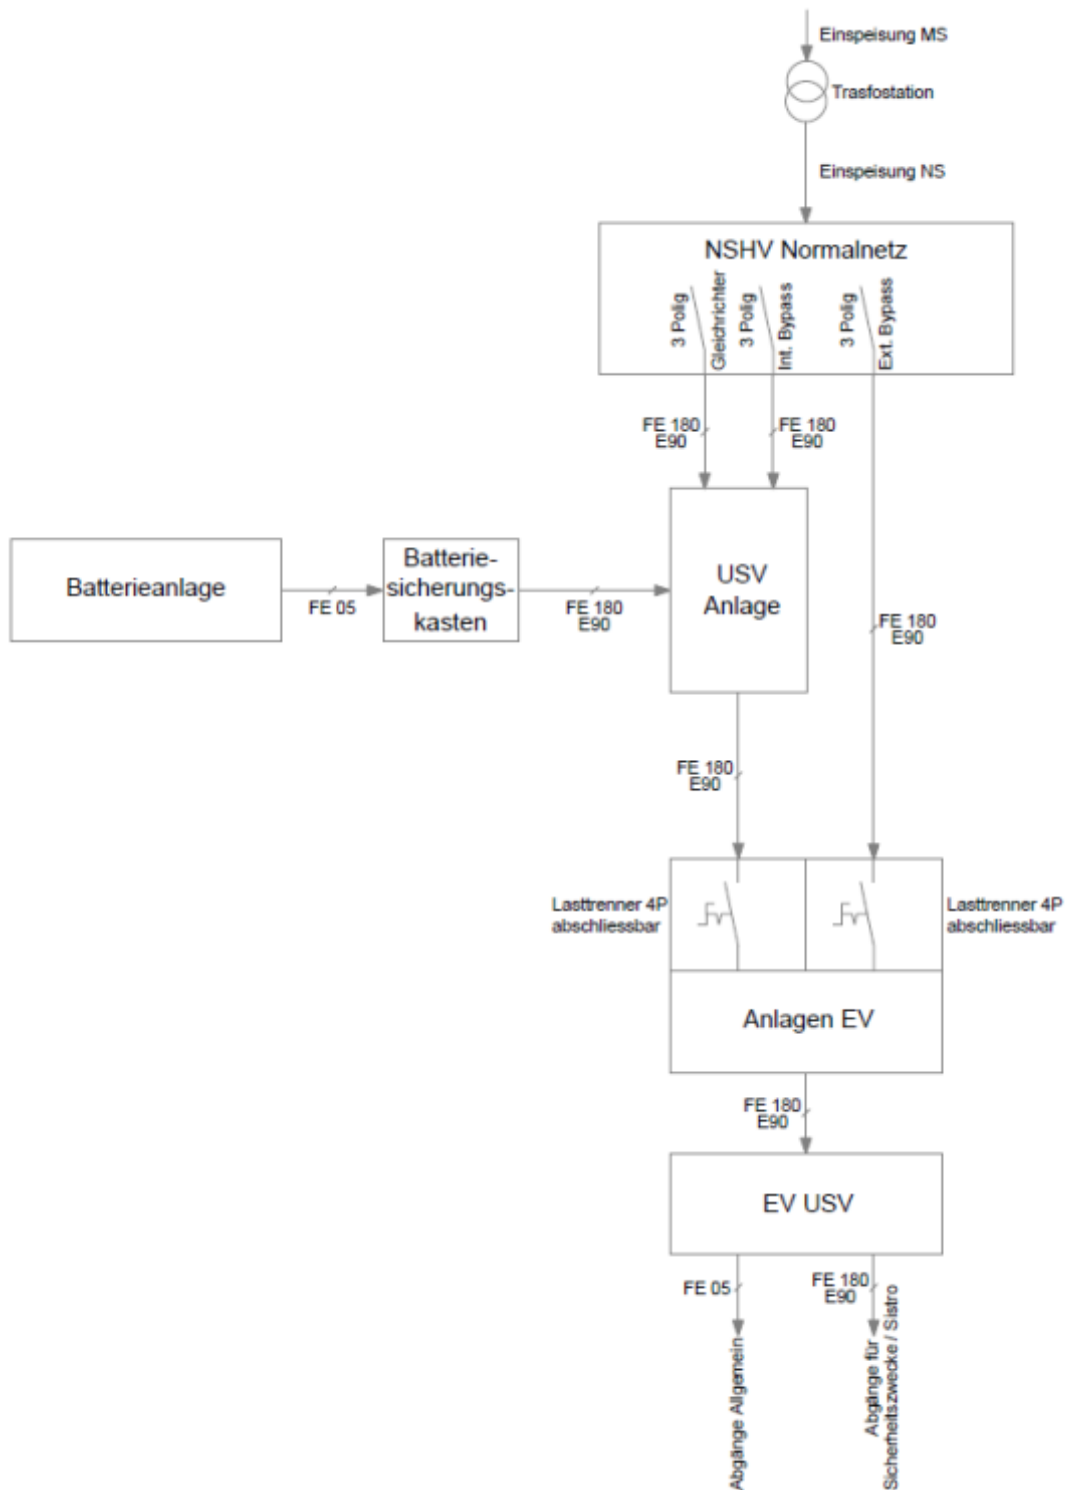 Einspeisung MS
Trasfostation
Einspeisung NS
NSHV Normalnetz
3 Polig
Gleichrichter
3 Polig
Int. Bypass
3 Polig
Ext. Bypass
FE 180
E90
FE 180
E90
Batterieanlage
FE 05
Batterie-
sicherungs-
kasten
FE 180
E90
USV
Anlage
FE 180
E90
FE 180
E90
Lasttrenner 4P
abschliessbar
Lasttrenner 4P
abschliessbar
Anlagen EV
FE 180
E90
EV USV
FE 05
FE 180
E90
Abgänge Allgemein
Abgänge für
Sicherheitszwecke / Sistro